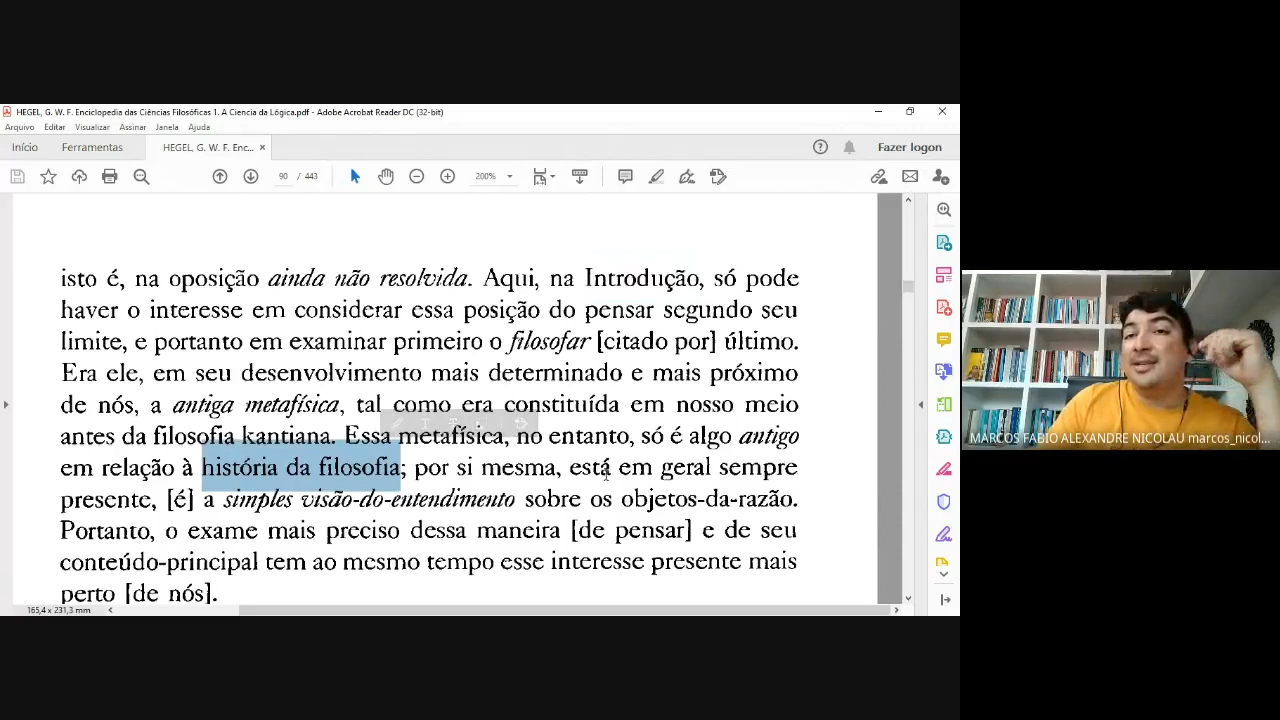 HEGEL, G. W. F. Enciclopedia das Ciências Filosóficas 1. A Ciencia da Lógica.pdf - Adobe Acrobat Reader DC (32-bit)
Arquivo Editar Visualizar Assinar Janela Ajuda
Início Ferramentas HEGEL, G. W. F. Enc... × Fazer logon
90 / 443 200%
isto é, na oposição ainda não resolvida. Aqui, na Introdução, só pode
haver o interesse em considerar essa posição do pensar segundo seu
limite, e portanto em examinar primeiro o filosofar [citado por] último.
Era ele, em seu desenvolvimento mais determinado e mais próximo
de nós, a antiga metafísica, tal como era constituída em nosso meio
antes da filosofia kantiana. Essa metafísica, no entanto, só é algo antigo
em relação à história da filosofia; por si mesma, está em geral sempre
presente, [é] a simples visão-do-entendimento sobre os objetos-da-razão.
Portanto, o exame mais preciso dessa maneira [de pensar] e de seu
conteúdo-principal tem ao mesmo tempo esse interesse presente mais
perto [de nós].
165,4 x 231,3 mm
MARCOS FABIO ALEXANDRE NICOLAU marcos_nicol...